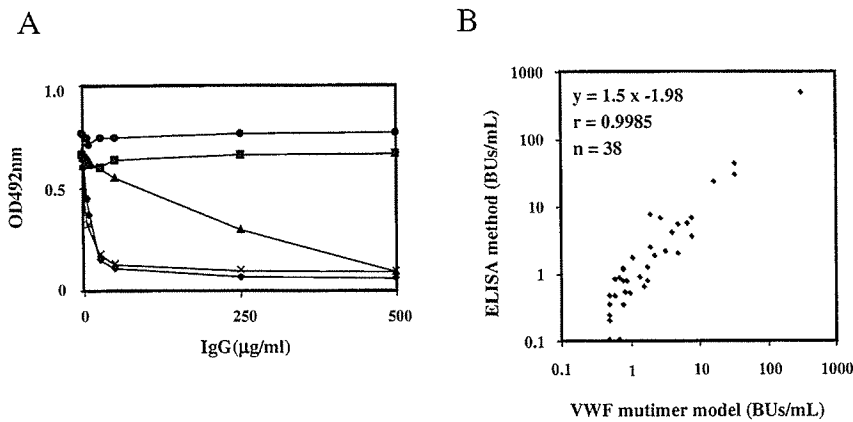 A
1.0
0.5
0
OD492nm
0
250
500
IgG(μg/ml)
B
1000
100
10
1
0.1
ELISA method (BUs/mL)
y = 1.5 x -1.98
r = 0.9985
n = 38
0.1
1
10
100
1000
VWF mutimer model (BUs/mL)